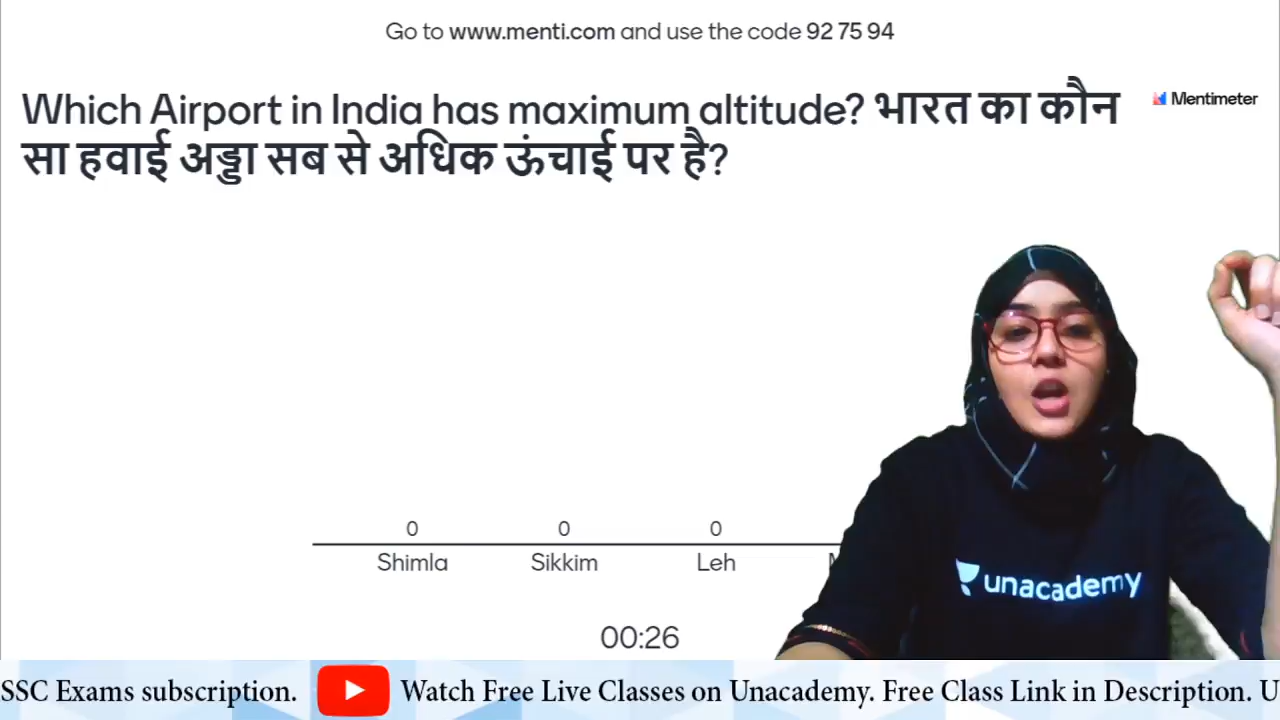 Go to www.menti.com and use the code 92 75 94
Which Airport in India has maximum altitude? भारत का कौन
सा हवाई अड्डा सब से अधिक ऊंचाई पर है?
Mentimeter
0 0 0
Shimla Sikkim Leh
unacademy
00:26
SSC Exams subscription. Watch Free Live Classes on Unacademy. Free Class Link in Description. U